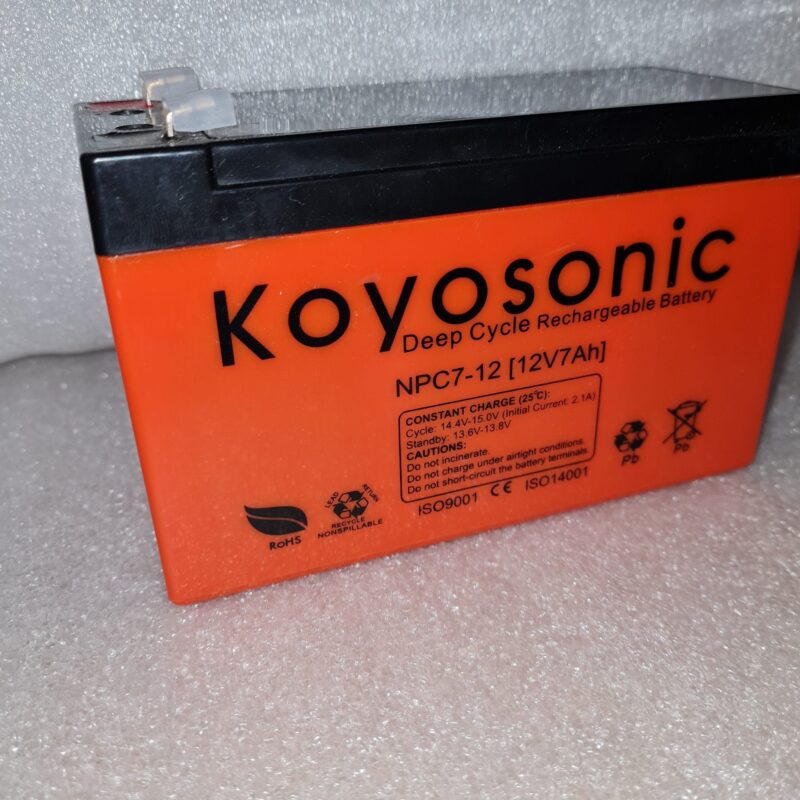 Koyosonic
Deep Cycle Rechargeable Battery
NPC7-12 [12V7Ah]
CONSTANT CHARGE (25℃):
Cycle: 14.4V-15.0V (Initial Current: 2.1A)
Standby: 13.6V-13.8V
CAUTIONS:
Do not incinerate.
Do not charge under airtight conditions.
Do not short-circuit the battery terminals.
Pb
Pb
ISO9001 CE ISO14001
RoHS
LEAD RETURN
RECYCLE
NONSPILLABLE